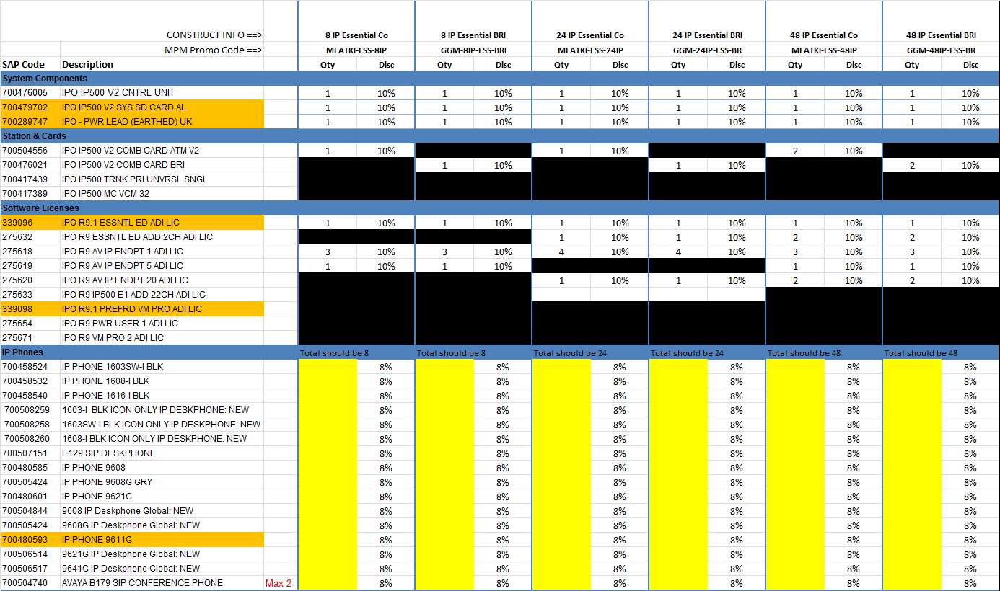 CONSTRUCT INFO ==> 8 IP Essential Co 8 IP Essential BRI 24 IP Essential Co 24 IP Essential BRI 48 IP Essential Co 48 IP Essential BRI
MPM Promo Code ==> MEATKI-ESS-8IP GGM-8IP-ESS-BRI MEATKI-ESS-24IP GGM-24IP-ESS-BR MEATKI-ESS-48IP GGM-48IP-ESS-BR
SAP Code Description Qty Disc Qty Disc Qty Disc Qty Disc Qty Disc Qty Disc
System Components
700476005 IPO IP500 V2 CNTRL UNIT 1 10% 1 10% 1 10% 1 10% 1 10% 1 10%
700479702 IPO IP500 V2 SYS SD CARD AL 1 10% 1 10% 1 10% 1 10% 1 10% 1 10%
700289747 IPO - PWR LEAD (EARTHED) UK 1 10% 1 10% 1 10% 1 10% 1 10% 1 10%
Station & Cards
700504556 IPO IP500 V2 COMB CARD ATM V2 1 10% 1 10% 2 10%
700476021 IPO IP500 V2 COMB CARD BRI 1 10% 1 10% 2 10%
700417439 IPO IP500 TRNK PRI UNVRSL SNGL
700417389 IPO IP500 MC VCM 32
Software Licenses
339096 IPO R9.1 ESSNTL ED ADI LIC 1 10% 1 10% 1 10% 1 10% 1 10% 1 10%
275632 IPO R9 ESSNTL ED ADD 2CH ADI LIC 1 10% 1 10% 2 10% 2 10%
275618 IPO R9 AV IP ENDPT 1 ADI LIC 3 10% 3 10% 4 10% 4 10% 3 10% 3 10%
275619 IPO R9 AV IP ENDPT 5 ADI LIC 1 10% 1 10% 1 10% 1 10%
275620 IPO R9 AV IP ENDPT 20 ADI LIC 1 10% 1 10% 2 10% 2 10%
275633 IPO R9 IP500 E1 ADD 22CH ADI LIC
339098 IPO R9.1 PREFRD VM PRO ADI LIC
275654 IPO R9 PWR USER 1 ADI LIC
275671 IPO R9 VM PRO 2 ADI LIC
IP Phones Total should be 8 Total should be 8 Total should be 24 Total should be 24 Total should be 48 Total should be 48
700458524 IP PHONE 1603SW-I BLK 8% 8% 8% 8% 8% 8%
700458532 IP PHONE 1608-I BLK 8% 8% 8% 8% 8% 8%
700458540 IP PHONE 1616-I BLK 8% 8% 8% 8% 8% 8%
700508259 1603-I BLK ICON ONLY IP DESKPHONE: NEW 8% 8% 8% 8% 8% 8%
700508258 1603SW-I BLK ICON ONLY IP DESKPHONE: NEW 8% 8% 8% 8% 8% 8%
700508260 1608-I BLK ICON ONLY IP DESKPHONE: NEW 8% 8% 8% 8% 8% 8%
700507151 E129 SIP DESKPHONE 8% 8% 8% 8% 8% 8%
700480585 IP PHONE 9608 8% 8% 8% 8% 8% 8%
700505424 IP PHONE 9608G GRY 8% 8% 8% 8% 8% 8%
700480601 IP PHONE 9621G 8% 8% 8% 8% 8% 8%
700504844 9608 IP Deskphone Global: NEW 8% 8% 8% 8% 8% 8%
700505424 9608G IP Deskphone Global: NEW 8% 8% 8% 8% 8% 8%
700480593 IP PHONE 9611G 8% 8% 8% 8% 8% 8%
700506514 9621G IP Deskphone Global: NEW 8% 8% 8% 8% 8% 8%
700506517 9641G IP Deskphone Global: NEW 8% 8% 8% 8% 8% 8%
700504740 AVAYA B179 SIP CONFERENCE PHONE Max 2 8% 8% 8% 8% 8% 8%